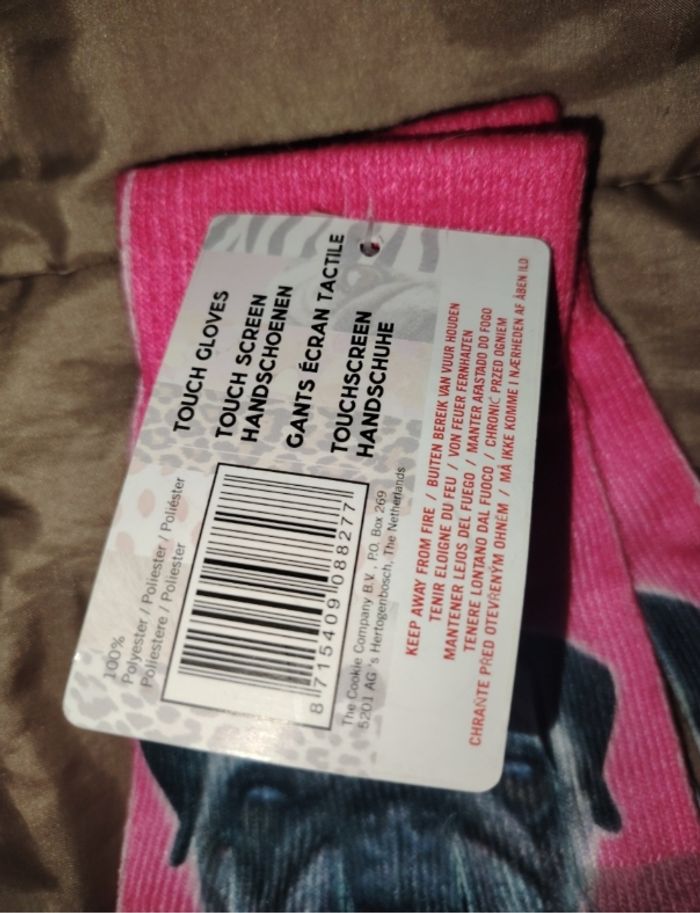 TOUCH GLOVES
TOUCH SCREEN
HANDSCHOENEN
GANTS ÉCRAN TACTILE
TOUCHSCREEN
HANDSCHUHE
100%
Polyester / Poliester / Poliéster
Poliestere / Poliester
8 715409 088277
The Cookie Company B.V., P.O. Box 269
5201 AG 's Hertogenbosch, The Netherlands
KEEP AWAY FROM FIRE / BUITEN BEREIK VAN VUUR HOUDEN
TENIR ELOIGNE DU FEU / VON FEUER FERNHALTEN
MANTENER LEJOS DEL FUEGO / MANTER AFASTADO DO FOGO
TENERE LONTANO DAL FUOCO / CHRONIĆ PRZED OGNIEM
CHRAŇTE PŘED OTEVŘENÝM OHNĚM / MÅ IKKE KOMME I NÆRHEDEN AF ÅBEN ILD